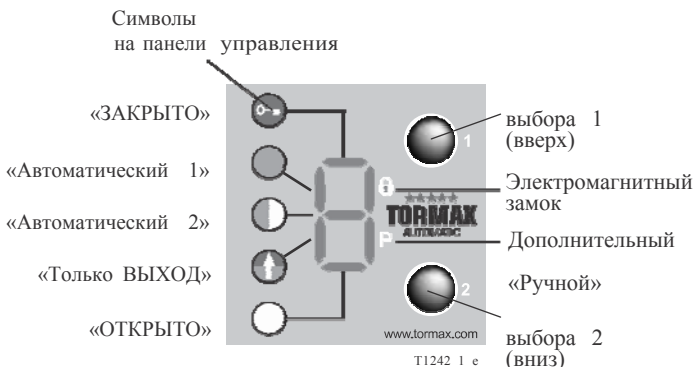 Символы
на панели управления
«ЗАКРЫТО»
«Автоматический 1»
«Автоматический 2»
«Только ВЫХОД»
«ОТКРЫТО»
1
TORMAX
AUTOMATIC
P
2
www.tormax.com
T1242 1 e
выбора 1
(вверх)
Электромагнитный
замок
Дополнительный
«Ручной»
выбора 2
(вниз)